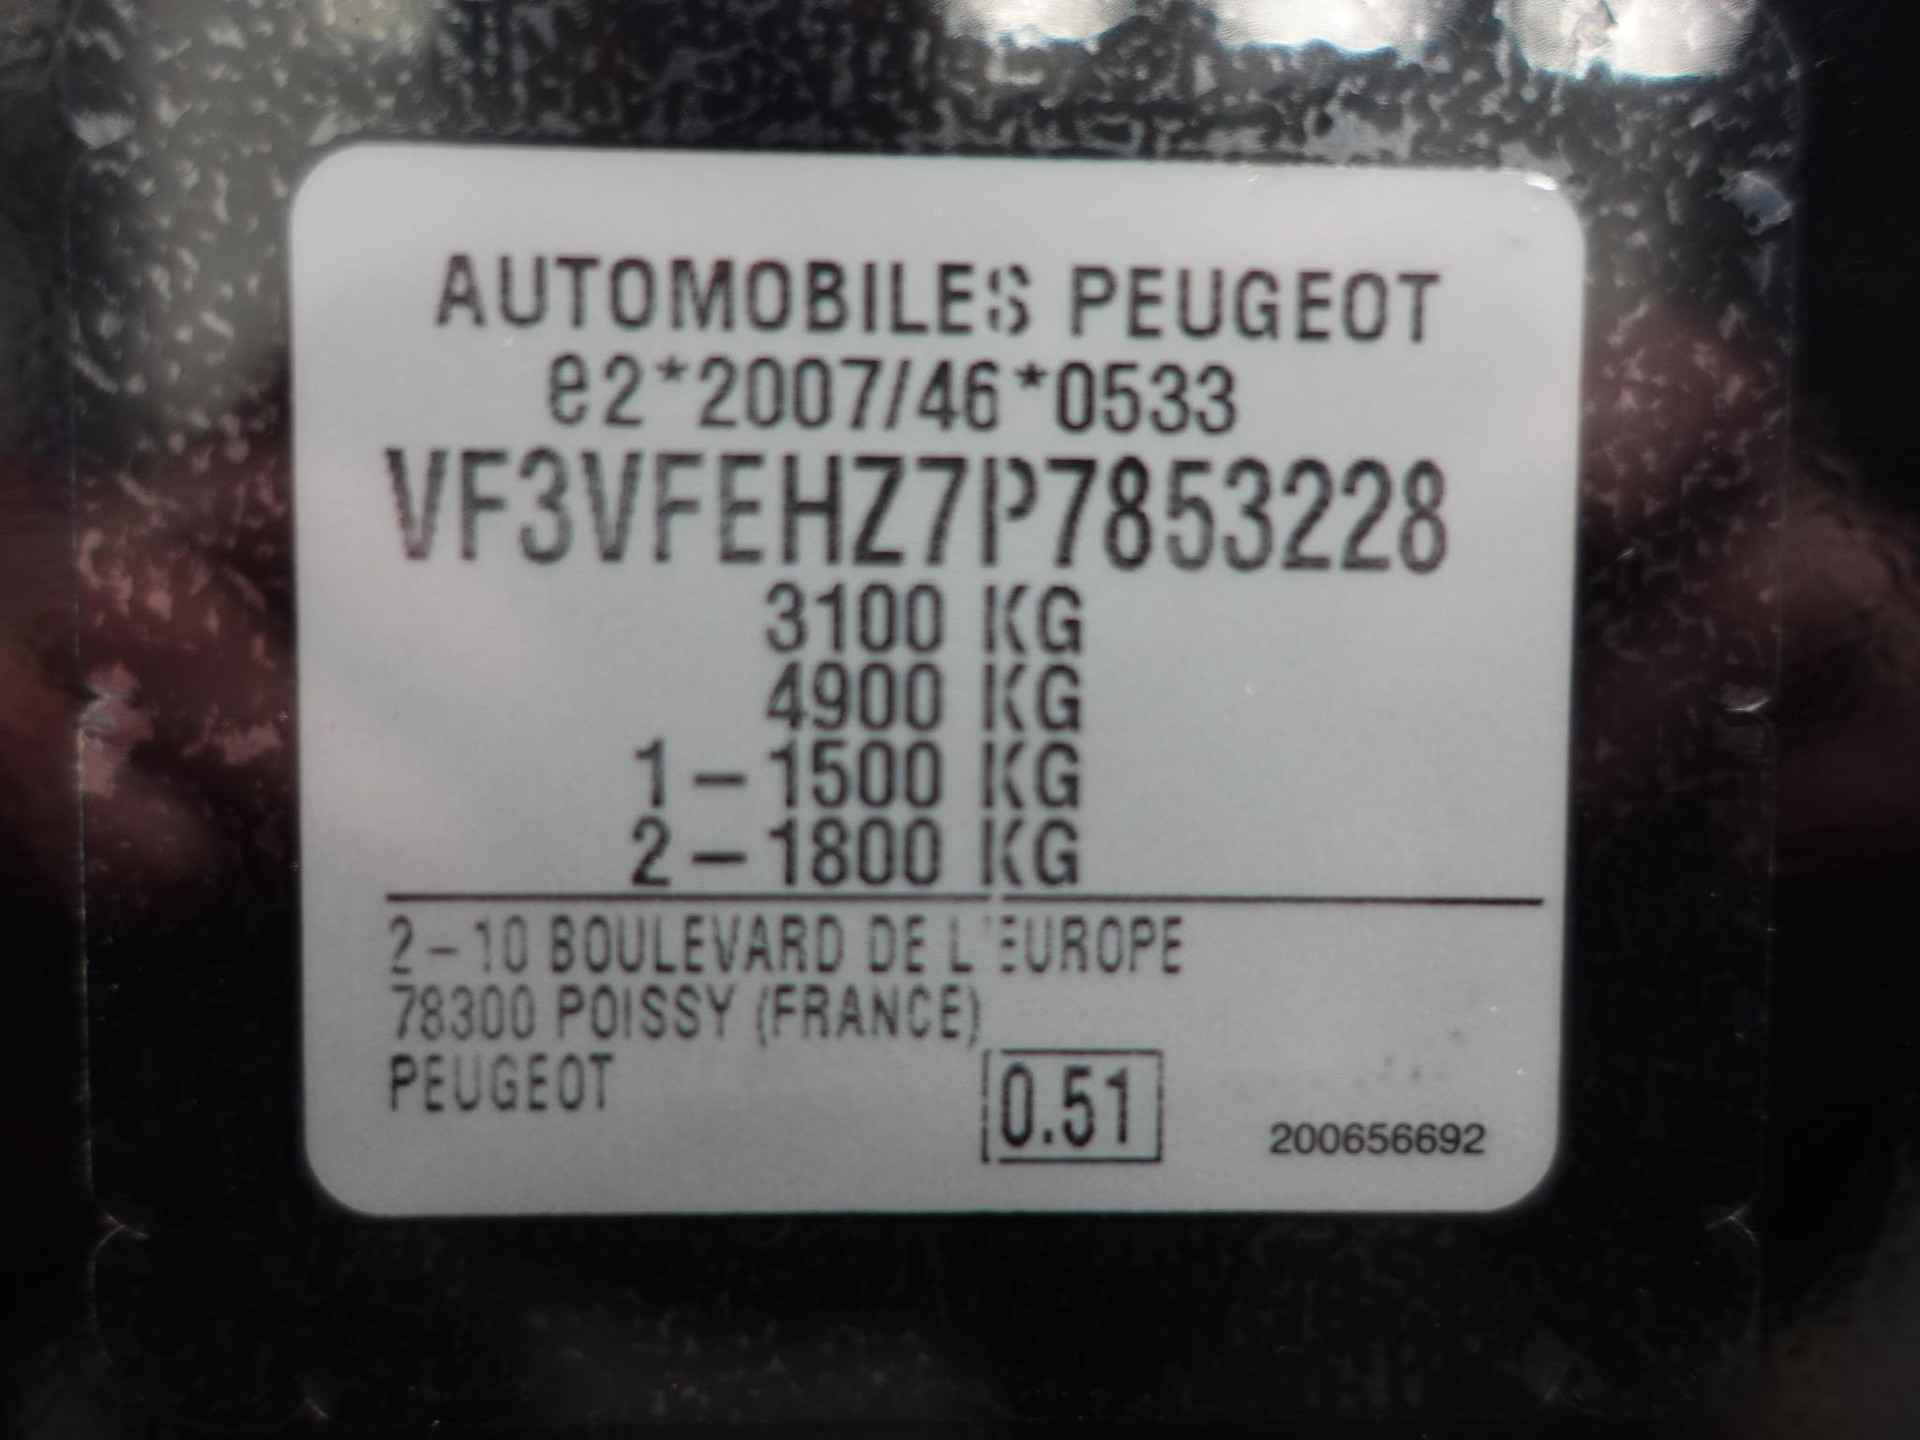 AUTOMOBILES PEUGEOT
e2*2007/46*0533
VF3VFEHZ7P7853228
3100 KG
4900 KG
1 - 1500 KG
2 - 1800 KG
2 - 10 BOULEVARD DE L'EUROPE
78300 POISSY (FRANCE)
PEUGEOT
0.51
200656692